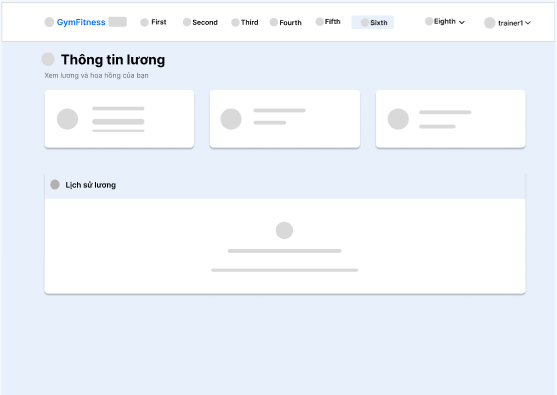 GymFitness First Second Third Fourth Fifth Sixth Eighth trainer1
Thông tin lương
Xem lương và hoa hồng của bạn
Lịch sử lương